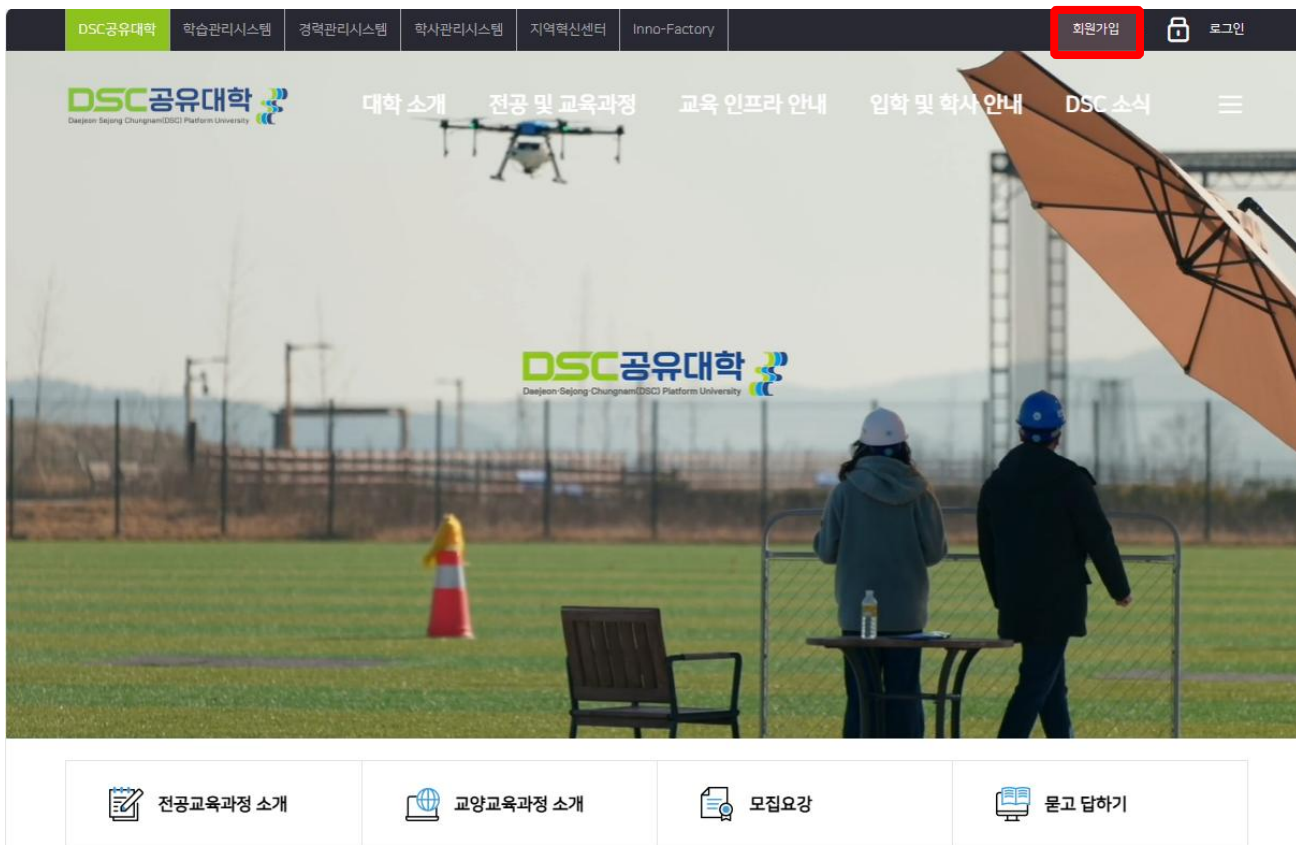 DSC공유대학 학습관리시스템 경력관리시스템 학사관리시스템 지역혁신센터 Inno-Factory 회원가입 로그인
DSC공유대학
Daejeon·Sejong·Chungnam(DSC) Platform University
대학 소개 전공 및 교육과정 교육 인프라 안내 입학 및 학사 안내 DSC 소식
DSC공유대학
Daejeon·Sejong·Chungnam(DSC) Platform University
전공교육과정 소개 교양교육과정 소개 모집요강 묻고 답하기